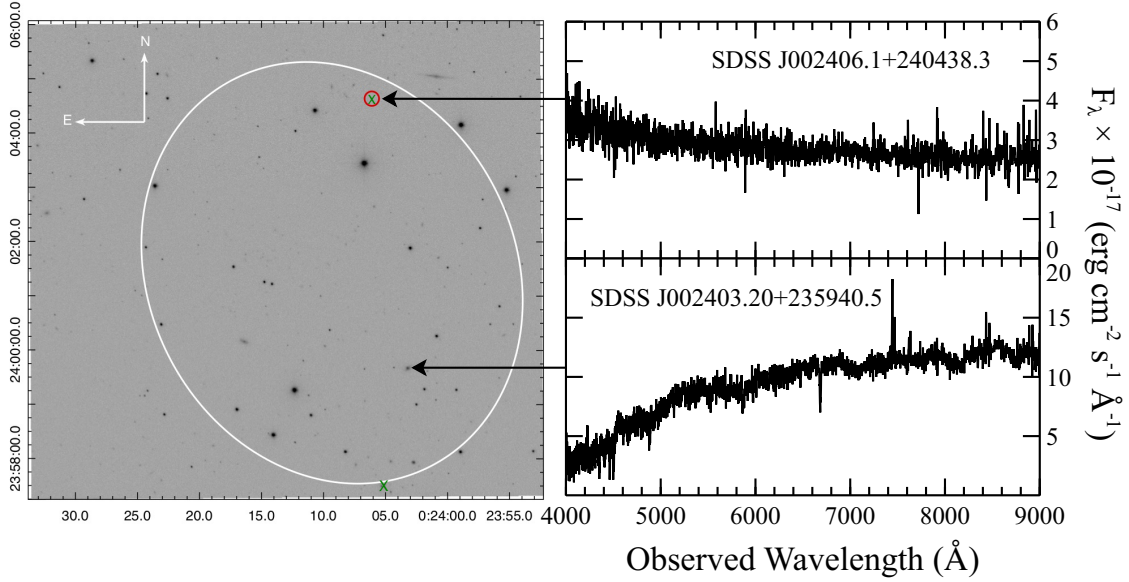 06:00.0
04:00.0
02:00.0
24:00:00.0
23:58:00.0
N
E
X
X
30.0 25.0 20.0 15.0 10.0 05.0 0:24:00.0 23:55.0
SDSS J002406.1+240438.3
6
5
4
3
2
1
0
SDSS J002403.20+235940.5
20
15
10
5
F_λ × 10⁻¹⁷ (erg cm⁻² s⁻¹ Å⁻¹)
4000 5000 6000 7000 8000 9000
Observed Wavelength (Å)